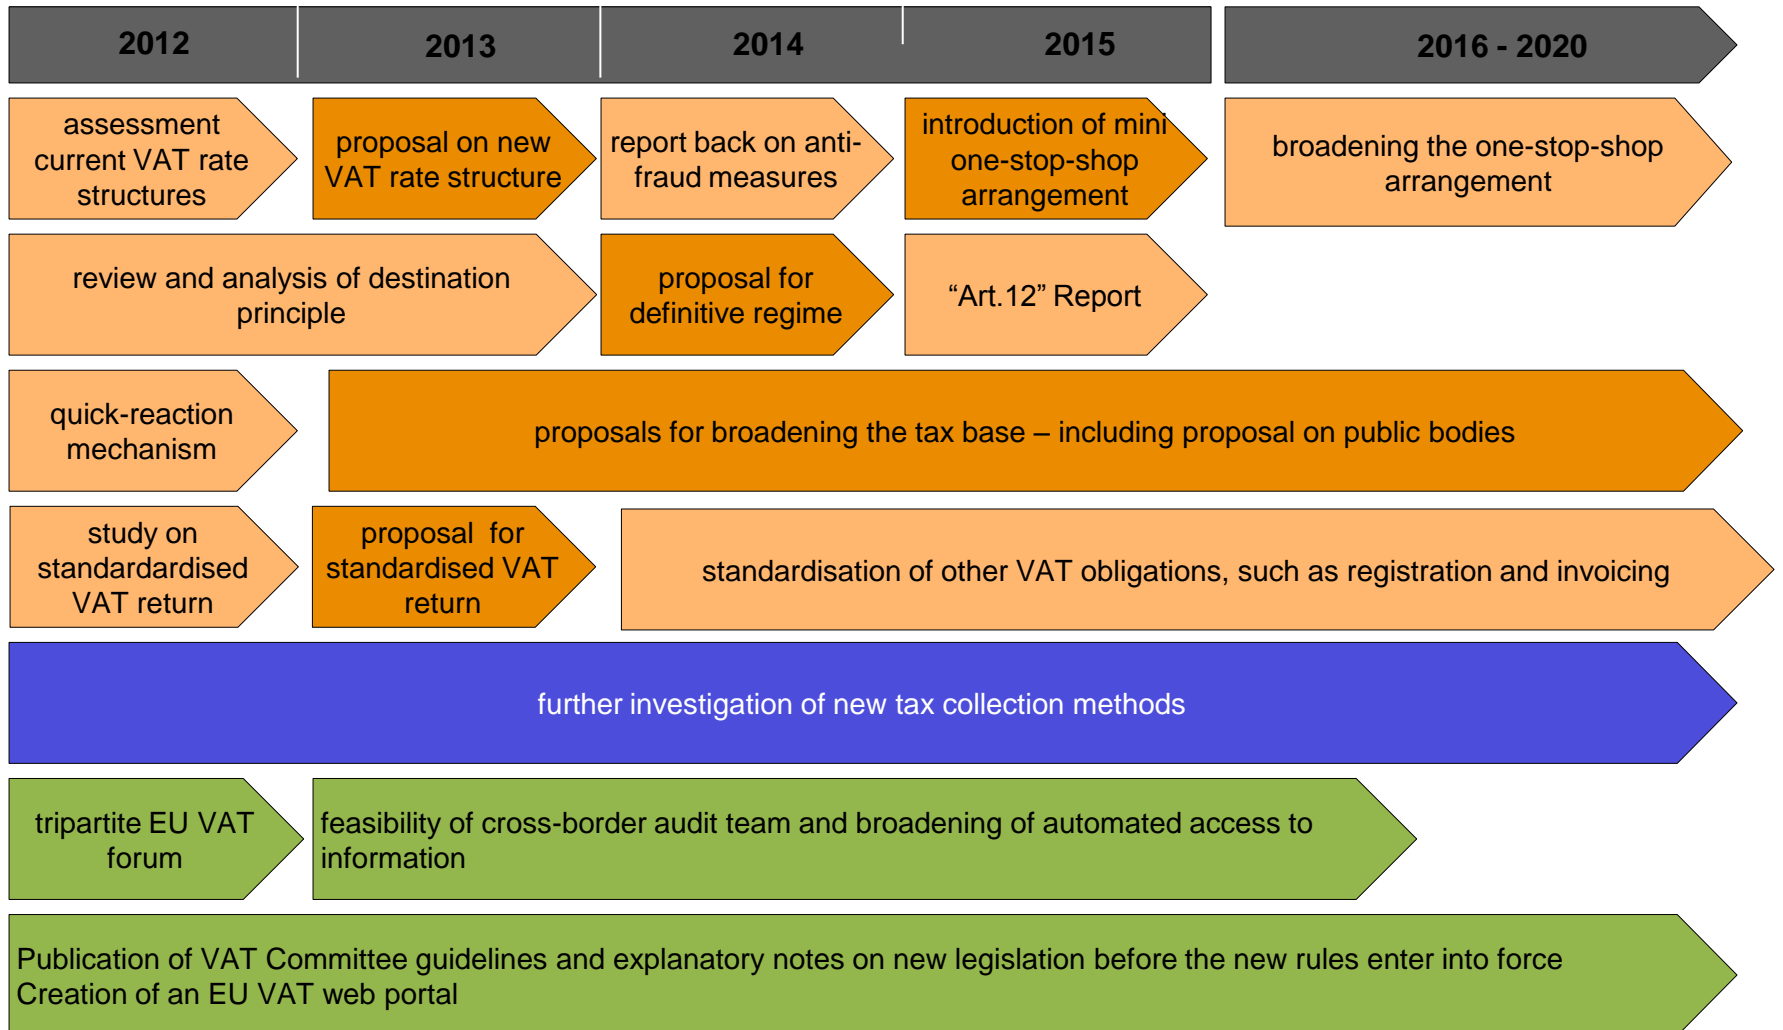 2012
2013
2014
2015
2016 - 2020
assessment
current VAT rate
structures
proposal on new
VAT rate structure
report back on anti-
fraud measures
introduction of mini
one-stop-shop
arrangement
broadening the one-stop-shop
arrangement
review and analysis of destination
principle
proposal for
definitive regime
“Art.12” Report
quick-reaction
mechanism
proposals for broadening the tax base – including proposal on public bodies
study on
standardardised
VAT return
proposal for
standardised VAT
return
standardisation of other VAT obligations, such as registration and invoicing
further investigation of new tax collection methods
tripartite EU VAT
forum
feasibility of cross-border audit team and broadening of automated access to
information
Publication of VAT Committee guidelines and explanatory notes on new legislation before the new rules enter into force
Creation of an EU VAT web portal